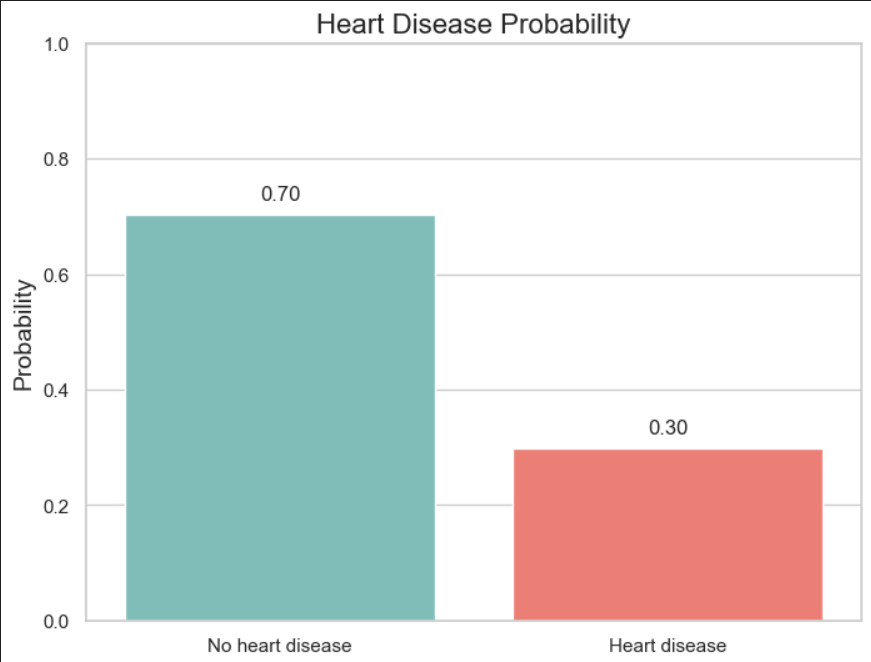 Heart Disease Probability
1.0
0.8
0.70
0.6
Probability
0.4
0.30
0.2
0.0
No heart disease
Heart disease